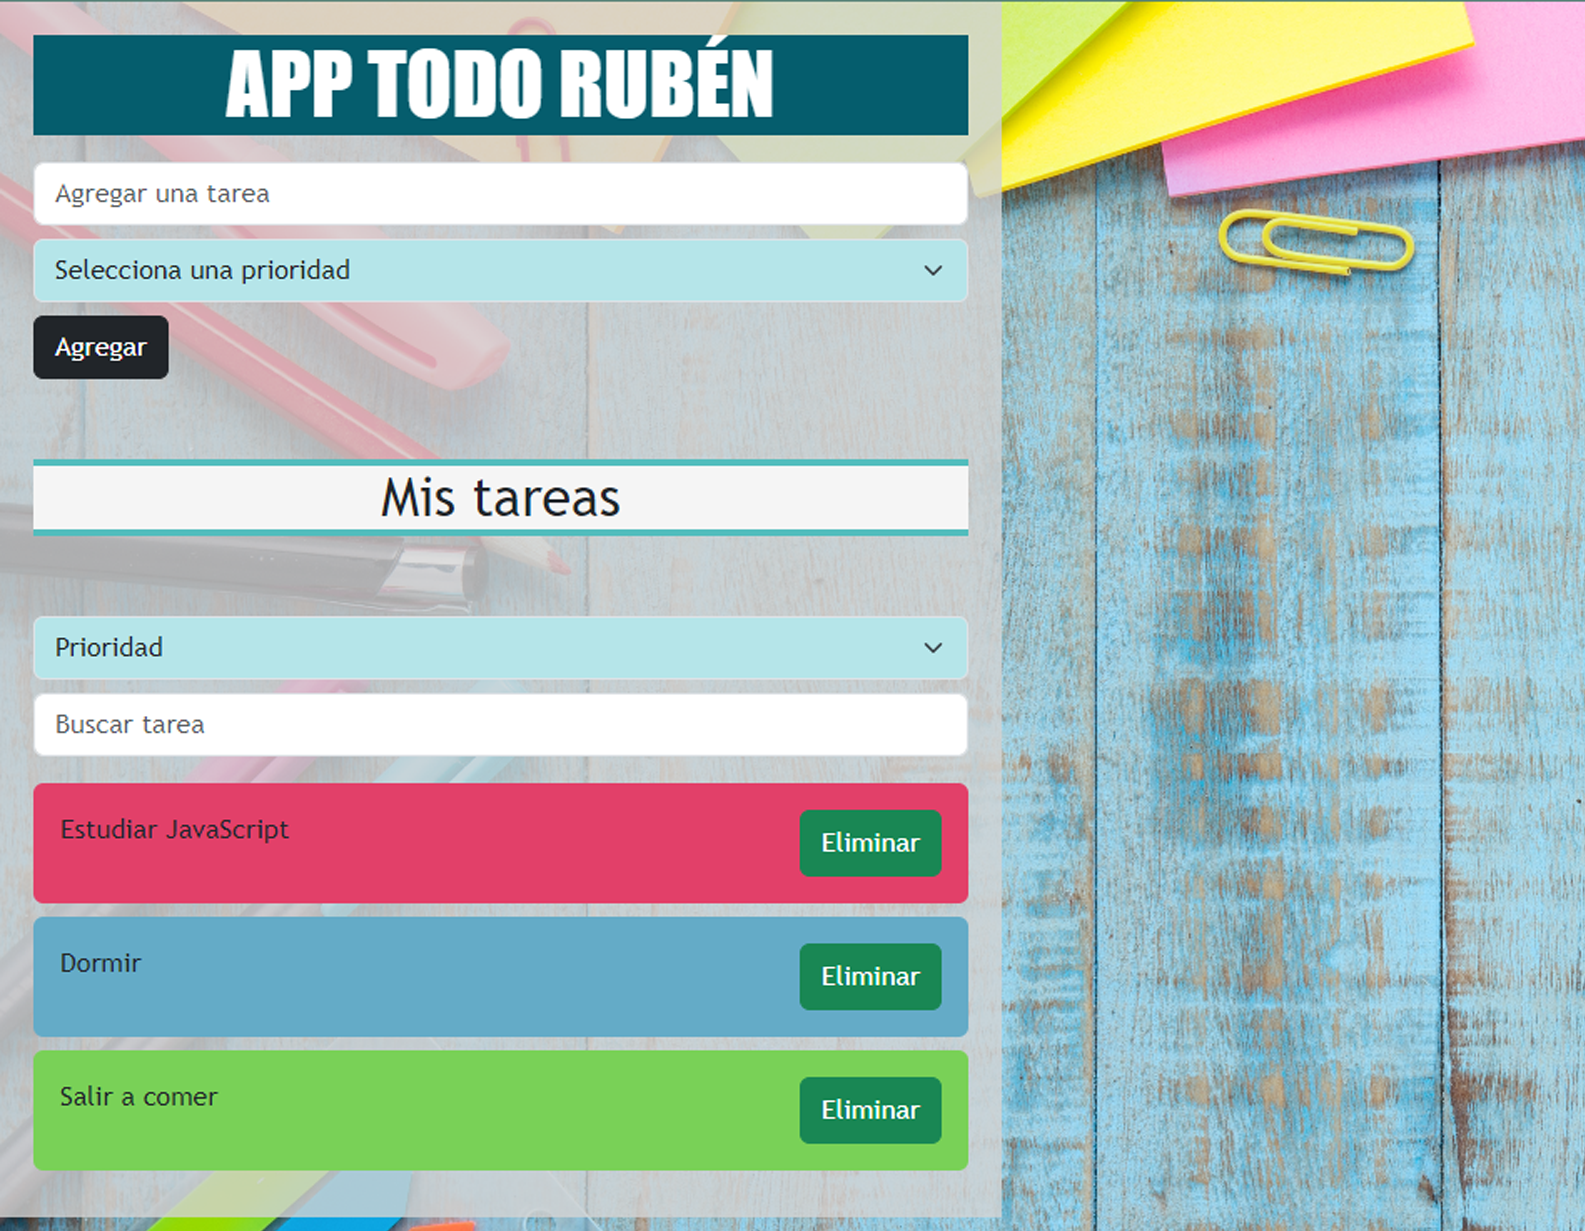 APP TODO RUBÉN
Agregar una tarea
Selecciona una prioridad
Agregar
Mis tareas
Prioridad
Buscar tarea
Estudiar JavaScript
Eliminar
Dormir
Eliminar
Salir a comer
Eliminar